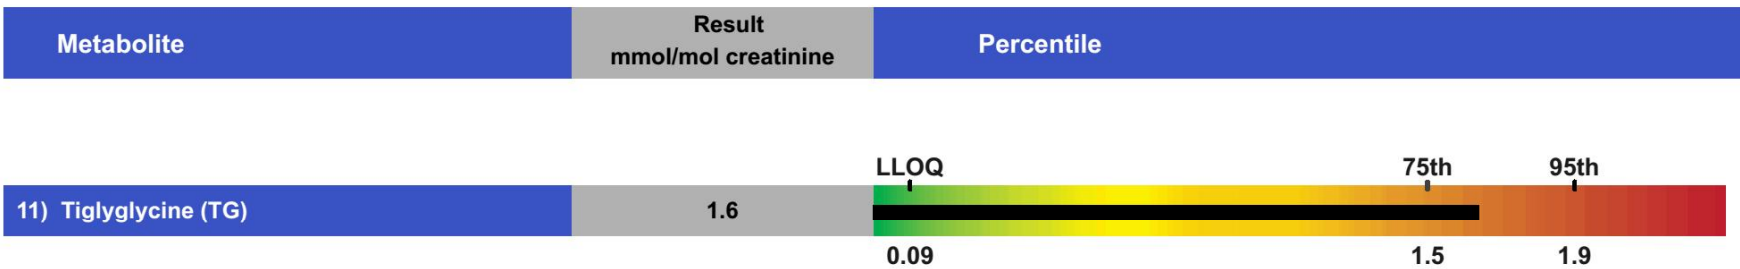 Metabolite
Result
mmol/mol creatinine
Percentile
LLOQ 75th 95th
11) Tiglyglycine (TG) 1.6
0.09 1.5 1.9